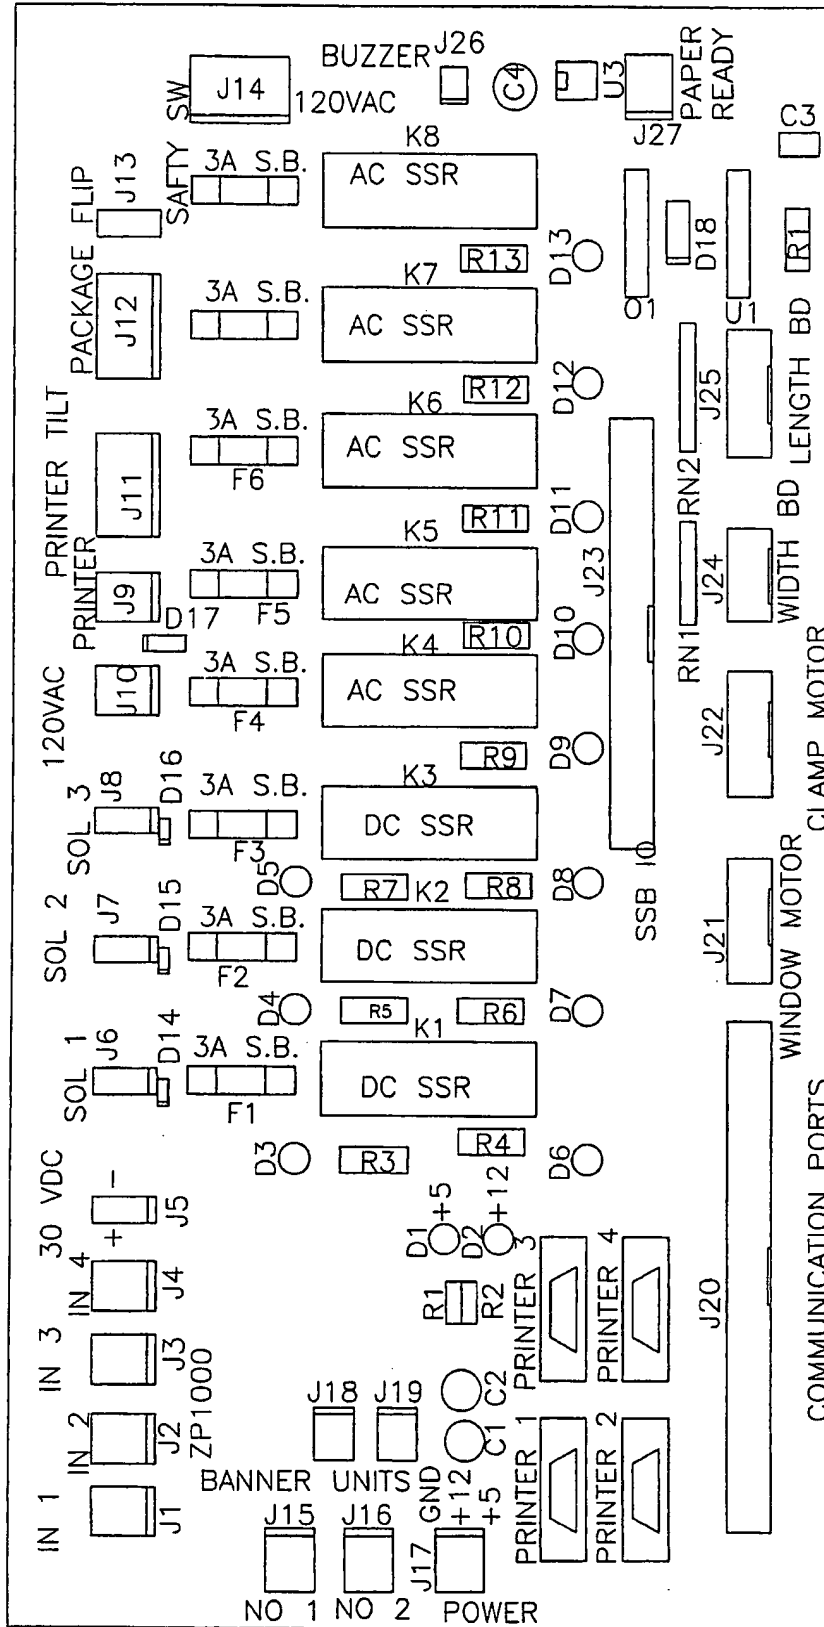 BUZZER
J26
SW
J14
120VAC
C4
U3
J27
PAPER
READY
C3
PACKAGE FLIP
J13
SAFTY
3A S.B.
K8
AC SSR
R13
D13
O1
D18
U1
R1
J12
3A S.B.
K7
AC SSR
R12
D12
J25
LENGTH BD
PRINTER TILT
J11
3A S.B.
F6
K6
AC SSR
R11
D11
RN2
PRINTER
J9
D17
3A S.B.
F5
K5
AC SSR
R10
D10
J23
RN1
J24
WIDTH BD
120VAC
J10
3A S.B.
F4
K4
AC SSR
R9
D9
J22
CLAMP MOTOR
SOL 3
J8
D16
3A S.B.
F3
K3
DC SSR
D5
R7
R8
D8
SSB IO
SOL 2
J7
D15
3A S.B.
F2
K2
DC SSR
D4
R5
R6
D7
J21
WINDOW MOTOR
SOL 1
J6
D14
3A S.B.
F1
K1
DC SSR
D3
R3
R4
D6
30 VDC
+ -
J5
D1
+5
D2
+12
IN 4
J4
R1
R2
PRINTER 3
PRINTER 4
J20
COMMUNICATION PORTS
IN 3
J3
ZP1000
IN 2
J2
J18
J19
C2
C1
BANNER UNITS
IN 1
J1
GND
+12
+5
PRINTER 1
PRINTER 2
J15
J16
J17
NO 1
NO 2
POWER